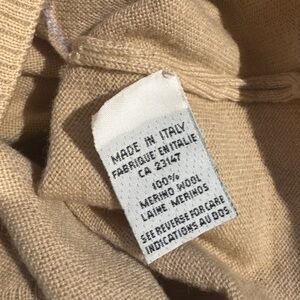 MADE IN ITALY
FABRIQUE EN ITALIE
CA 23147
100%
MERINO WOOL
LAINE MERINOS
SEE REVERSE FOR CARE
INDICATIONS AU DOS